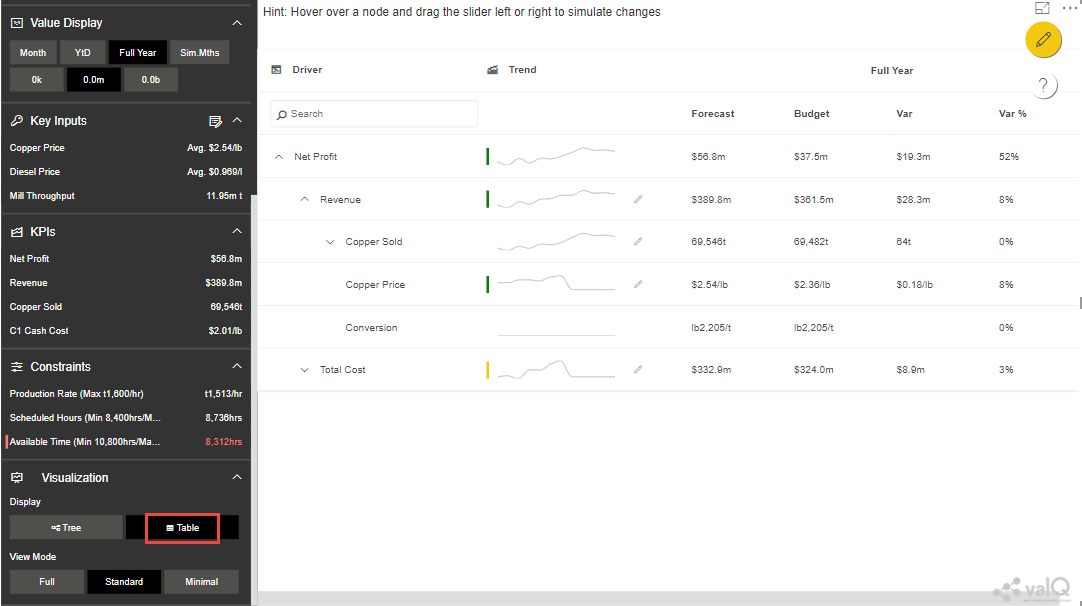 Value Display
Month YtD Full Year Sim.Mths
0k 0.0m 0.0b
Key Inputs
Copper Price Avg. $2.54/lb
Diesel Price Avg. $0.969/l
Mill Throughput 11.95m t
KPIs
Net Profit $56.8m
Revenue $389.8m
Copper Sold 69,546t
C1 Cash Cost $2.01/lb
Constraints
Production Rate (Max t1,600/hr) t1,513/hr
Scheduled Hours (Min 8,400hrs/M... 8,736hrs
Available Time (Min 10,800hrs/Ma... 8,312hrs
Visualization
Display
Tree Table
View Mode
Full Standard Minimal
Hint: Hover over a node and drag the slider left or right to simulate changes
?
Driver Trend Full Year
Search Forecast Budget Var Var %
Net Profit $56.8m $37.5m $19.3m 52%
Revenue $389.8m $361.5m $28.3m 8%
Copper Sold 69,546t 69,482t 64t 0%
Copper Price $2.54/lb $2.36/lb $0.18/lb 8%
Conversion lb2,205/t lb2,205/t 0%
Total Cost $332.9m $324.0m $8.9m 3%
valQ